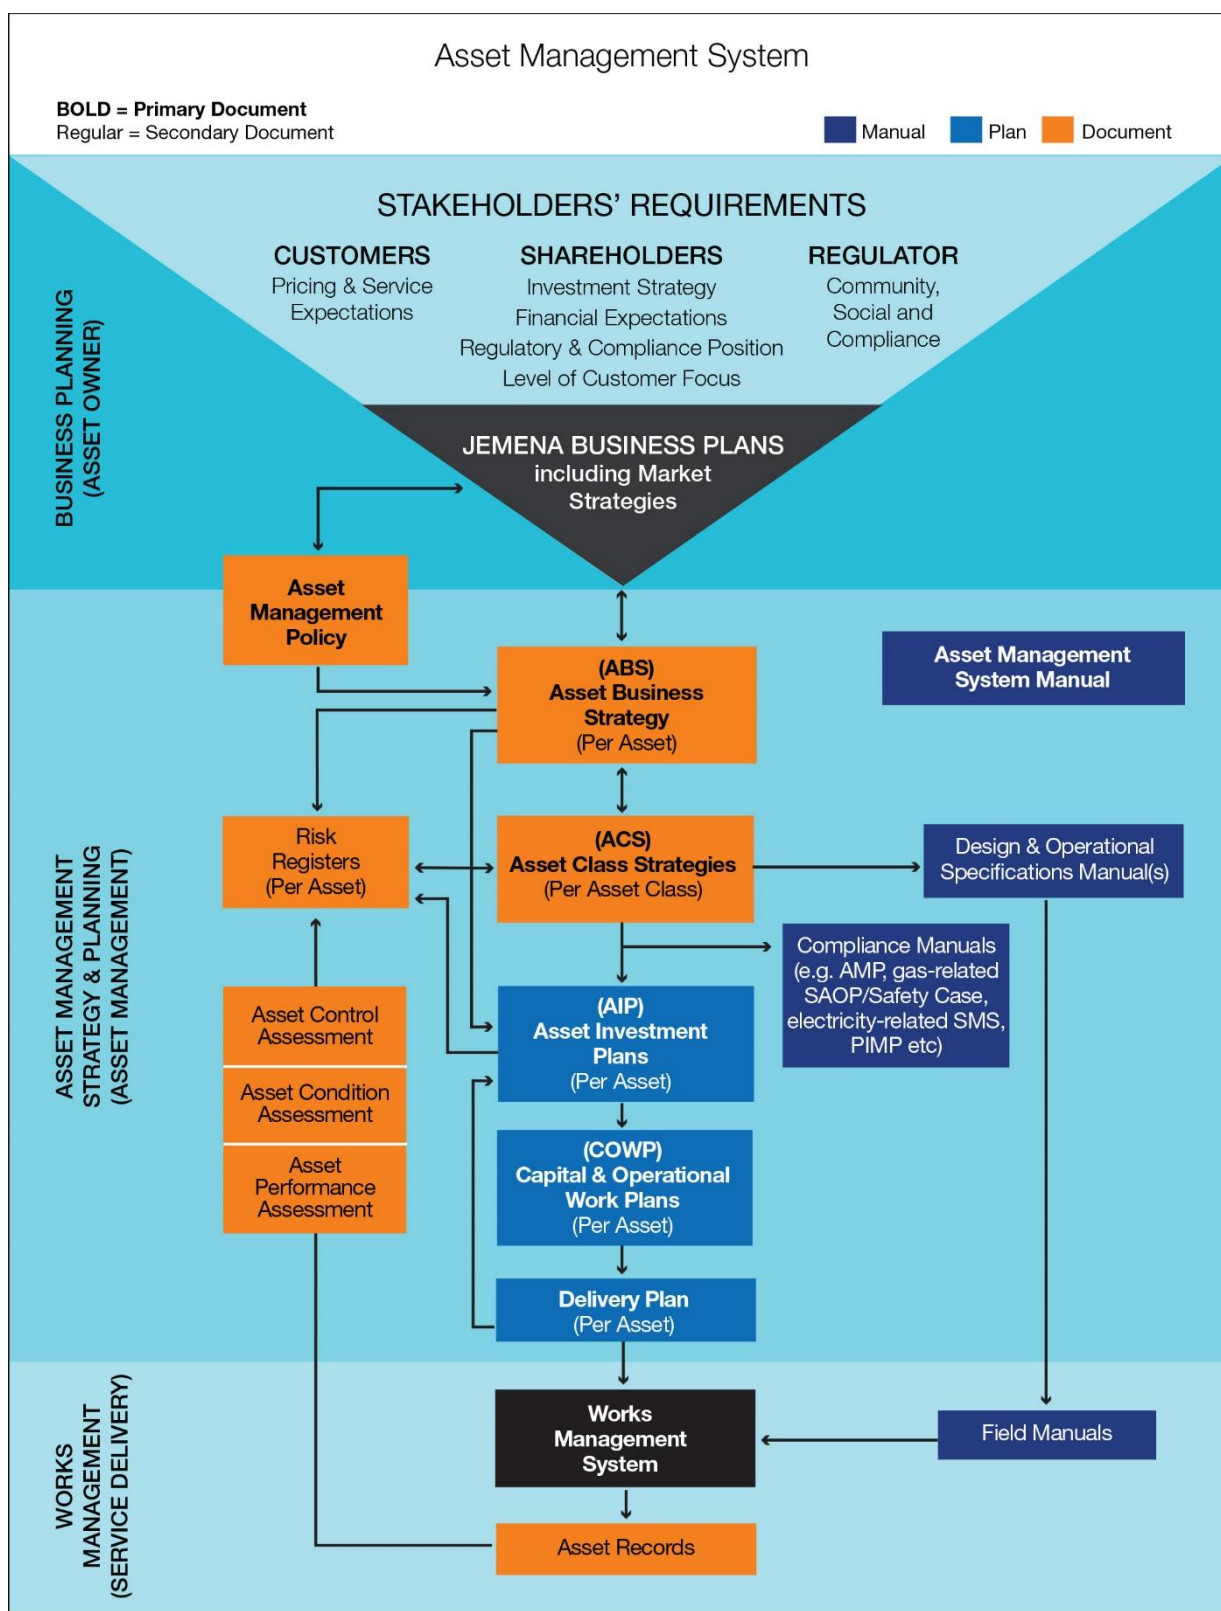 Asset Management System
BOLD = Primary Document
Regular = Secondary Document
Manual
Plan
Document
STAKEHOLDERS' REQUIREMENTS
CUSTOMERS
Pricing & Service
Expectations
SHAREHOLDERS
Investment Strategy
Financial Expectations
Regulatory & Compliance Position
Level of Customer Focus
REGULATOR
Community,
Social and
Compliance
BUSINESS PLANNING
(ASSET OWNER)
JEMENA BUSINESS PLANS
including Market
Strategies
Asset
Management
Policy
(ABS)
Asset Business
Strategy
(Per Asset)
Asset Management
System Manual
ASSET MANAGEMENT
STRATEGY & PLANNING
(ASSET MANAGEMENT)
Risk
Registers
(Per Asset)
(ACS)
Asset Class Strategies
(Per Asset Class)
Design & Operational
Specifications Manual(s)
Compliance Manuals
(e.g. AMP, gas-related
SAOP/Safety Case,
electricity-related SMS,
PIMP etc)
Asset Control
Assessment
Asset Condition
Assessment
Asset
Performance
Assessment
(AIP)
Asset Investment
Plans
(Per Asset)
(COWP)
Capital & Operational
Work Plans
(Per Asset)
Delivery Plan
(Per Asset)
WORKS
MANAGEMENT
(SERVICE DELIVERY)
Works
Management
System
Field Manuals
Asset Records